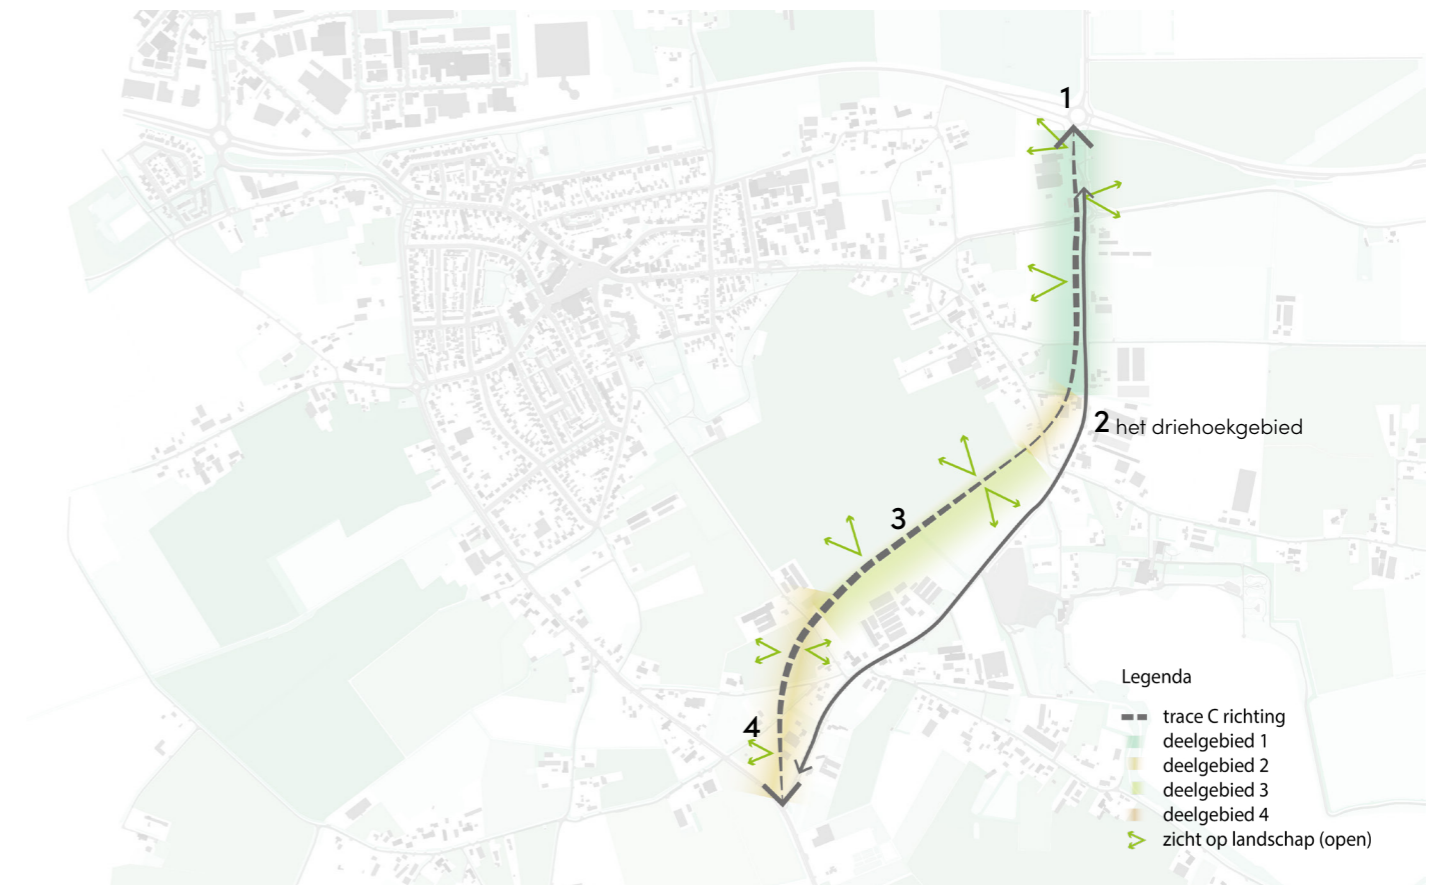 1
2 het driehoekgebied
3
4
Legenda
trace C richting
deelgebied 1
deelgebied 2
deelgebied 3
deelgebied 4
zicht op landschap (open)